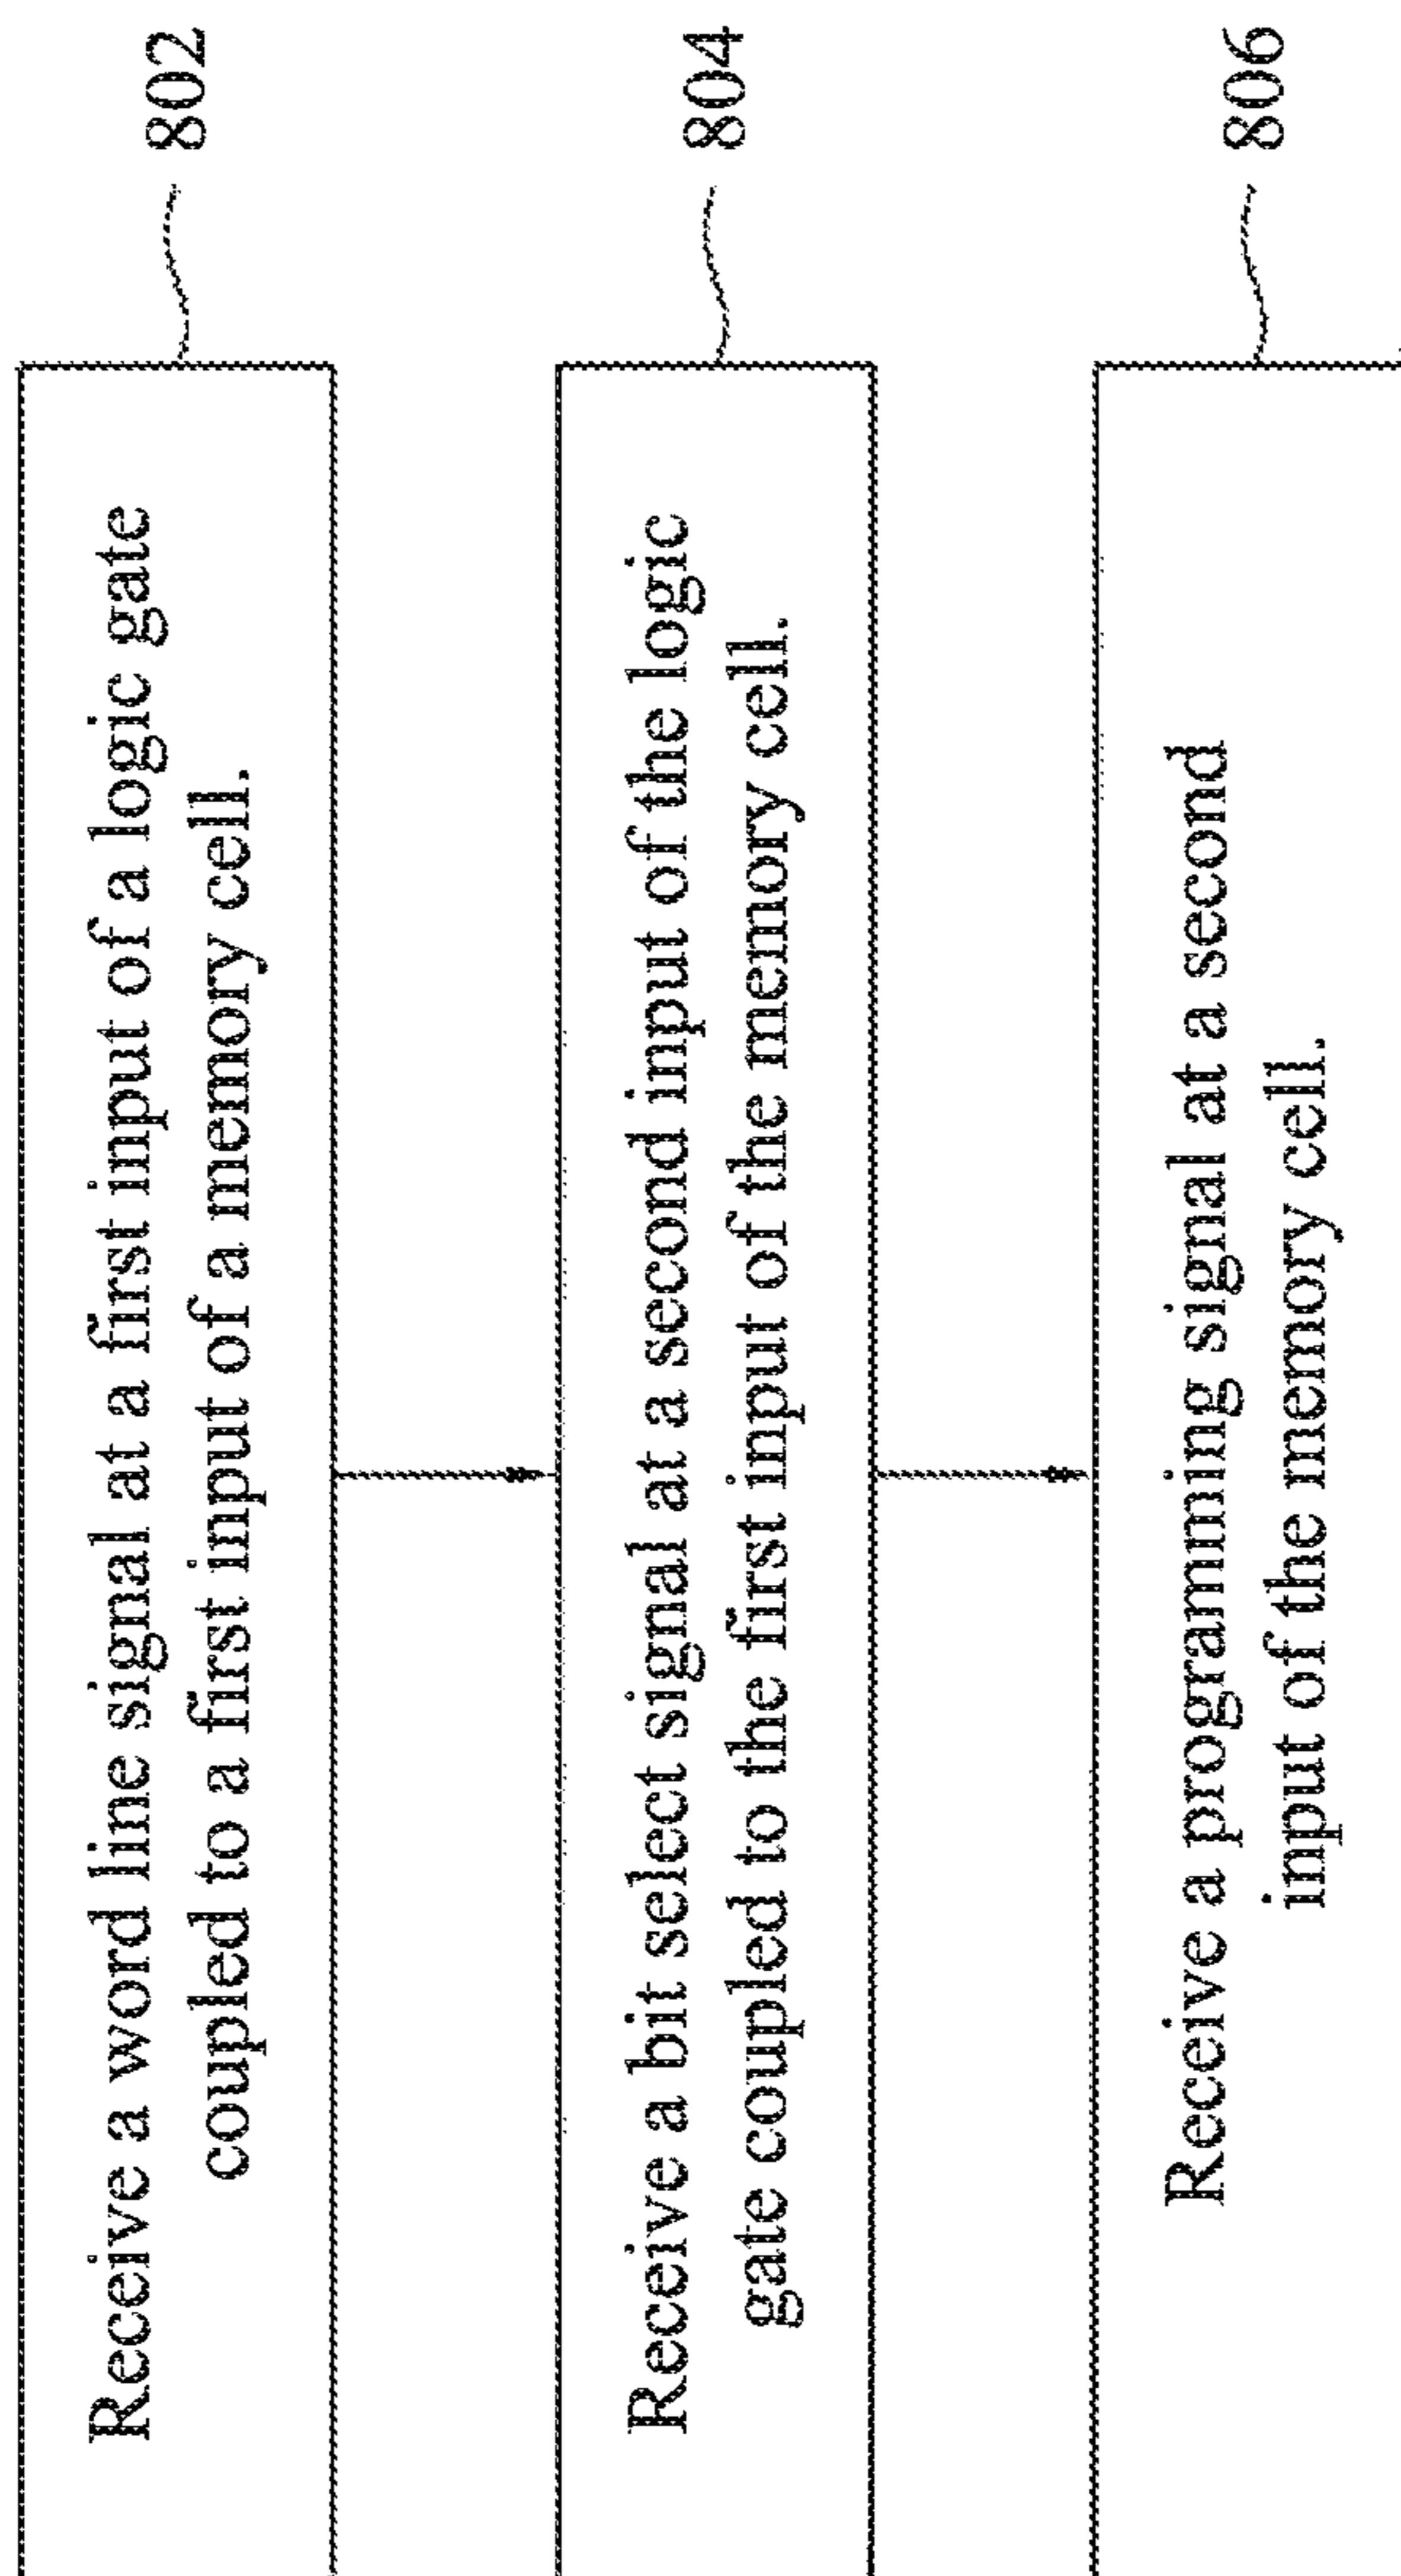 Receive a word line signal at a first input of a logic gate
coupled to a first input of a memory cell.
802
Receive a bit select signal at a second input of the logic
gate coupled to the first input of the memory cell.
804
Receive a programming signal at a second
input of the memory cell.
806